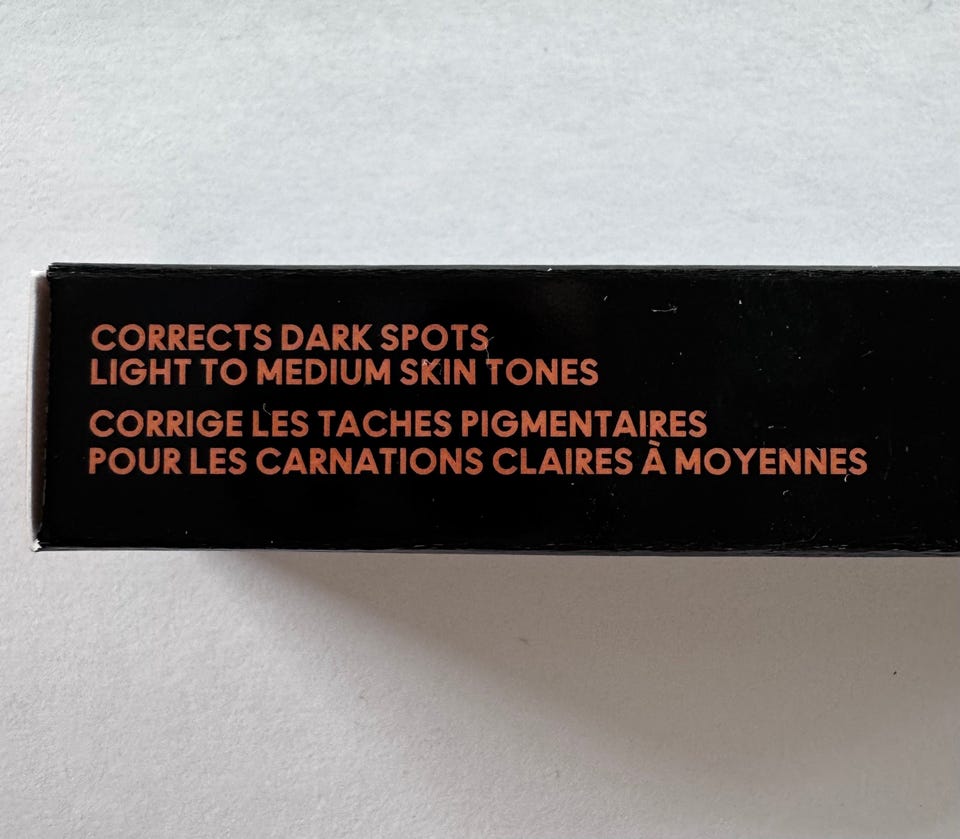 CORRECTS DARK SPOTS
LIGHT TO MEDIUM SKIN TONES
CORRIGE LES TACHES PIGMENTAIRES
POUR LES CARNATIONS CLAIRES À MOYENNES